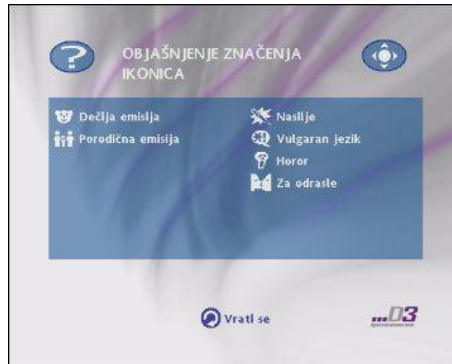 OBJAŠNJENJE ZNAČENJA
IKONICA
Dečija emisija
Porodična emisija
Nasilje
Vulgaran jezik
Horor
Za odrasle
Vrati se
...D3